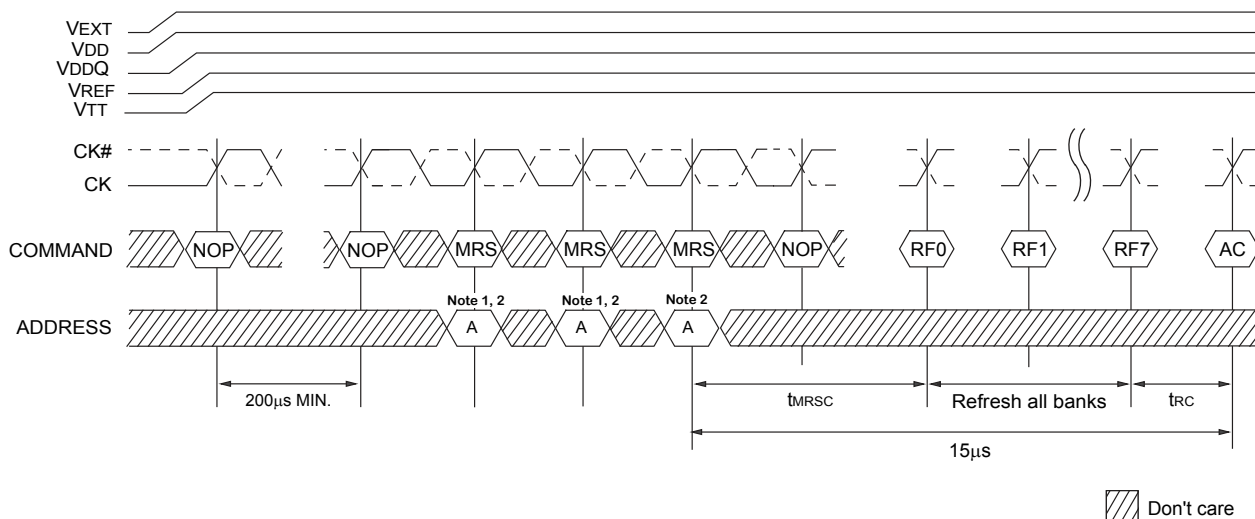 VEXT
VDD
VDDQ
VREF
VTT
CK#
CK
COMMAND NOP NOP MRS MRS MRS NOP RF0 RF1 RF7 AC
Note 1, 2 Note 1, 2 Note 2
ADDRESS A A A
200μs MIN. tMRSC Refresh all banks tRC
15μs
Don't care